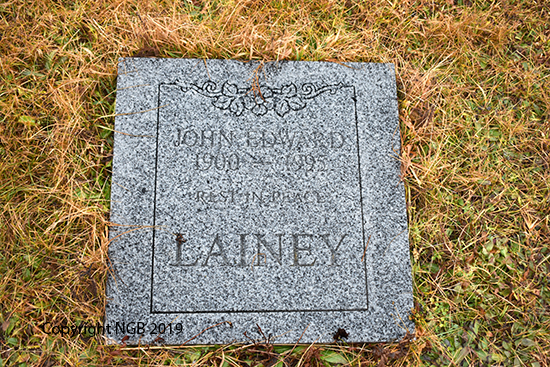 JOHN EDWARD
1900 — 1995
REST IN PEACE
LAINEY
Copyright NGB 2019